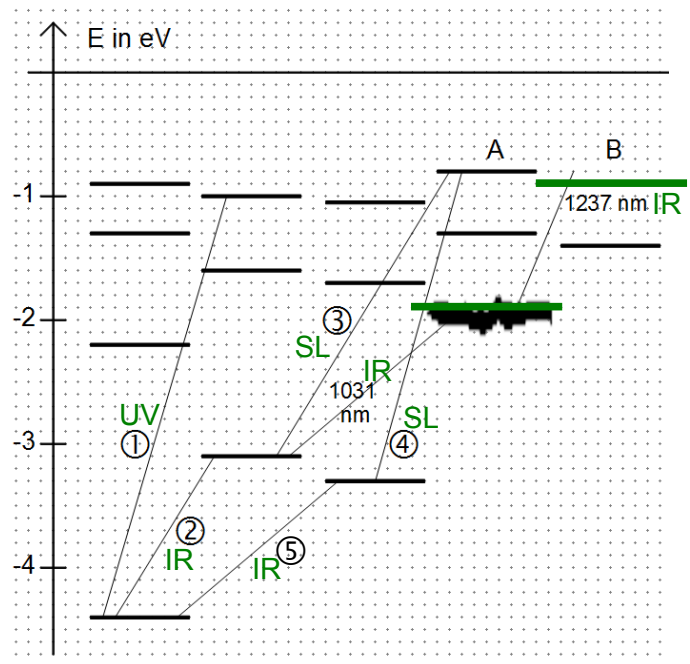 E in eV
A B
-1
1237 nm IR
-2
③
SL
IR
1031
nm
UV
①
SL
④
-3
②
IR
⑤
IR
-4